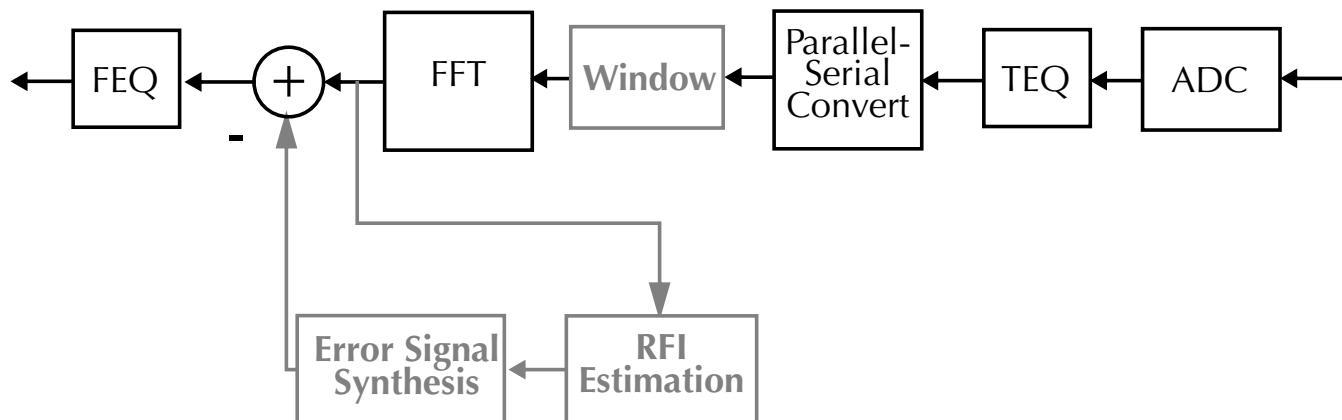 FEQ
+
-
FFT
Window
Parallel-
Serial
Convert
TEQ
ADC
Error Signal
Synthesis
RFI
Estimation